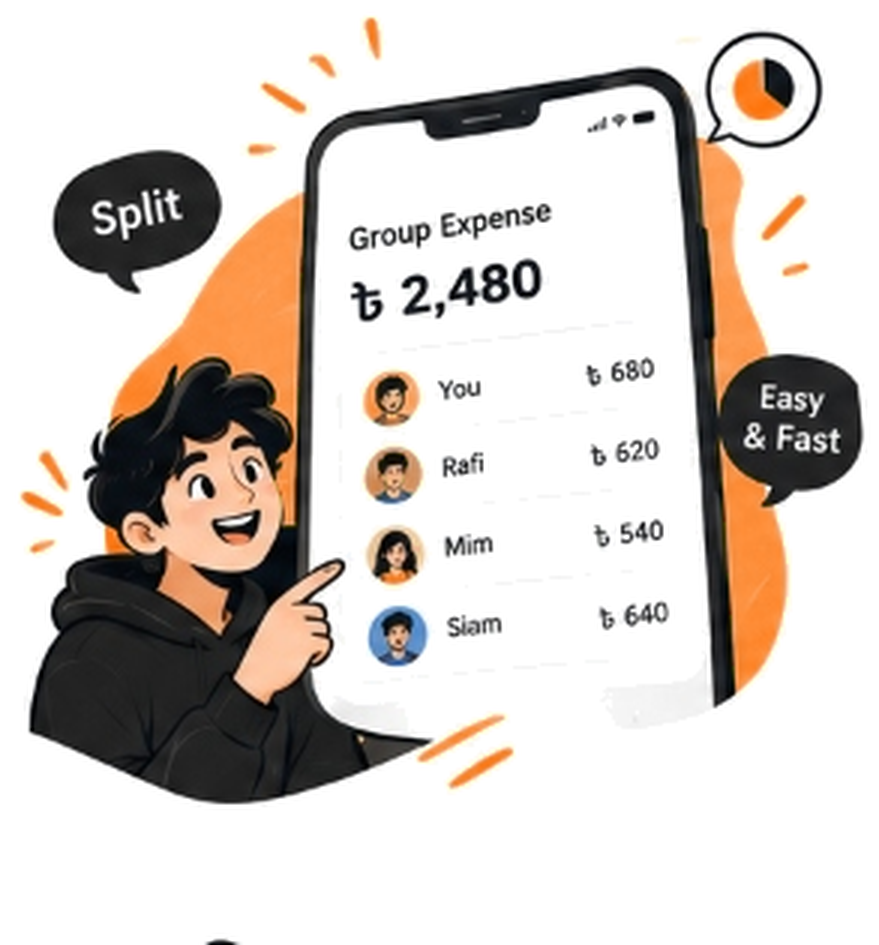 Split
Group Expense
৳ 2,480
You ৳ 680
Rafi ৳ 620
Mim ৳ 540
Siam ৳ 640
Easy
& Fast